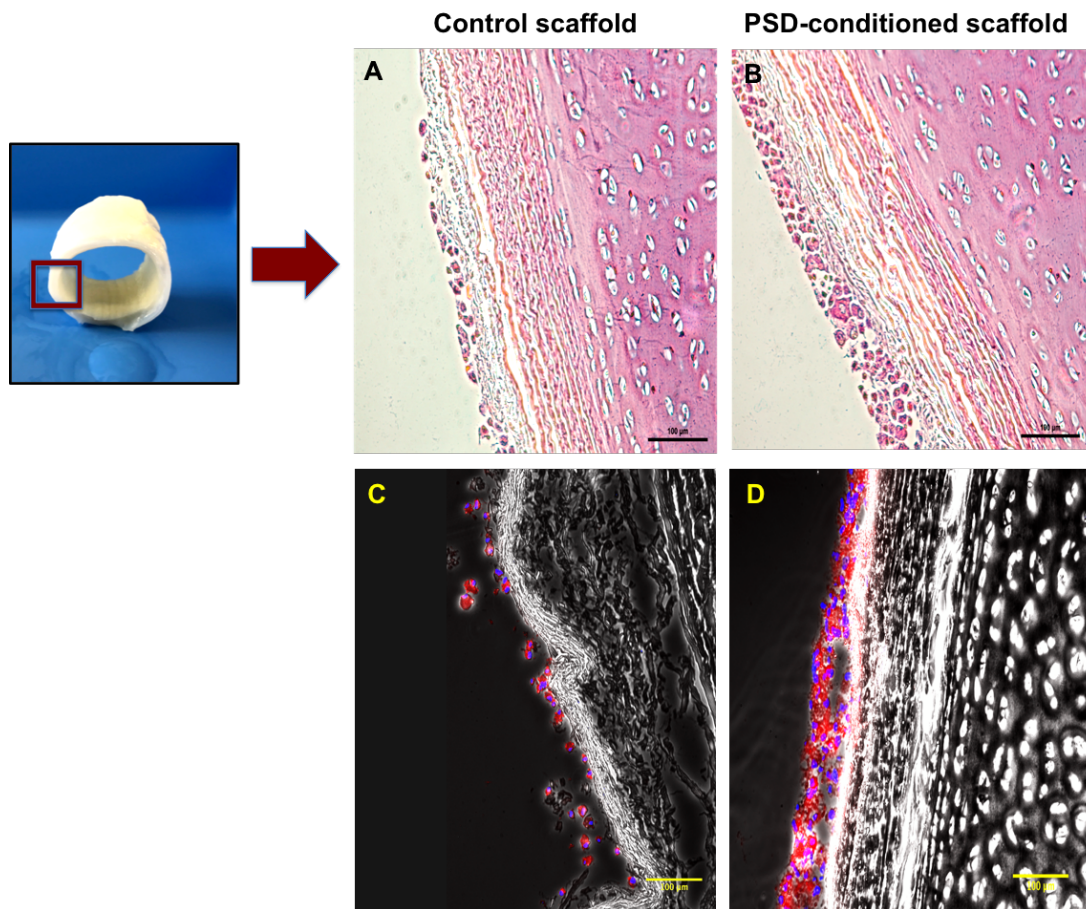 Control scaffold
PSD-conditioned scaffold
A
B
100 µm
100 µm
C
D
100 µm
100 µm